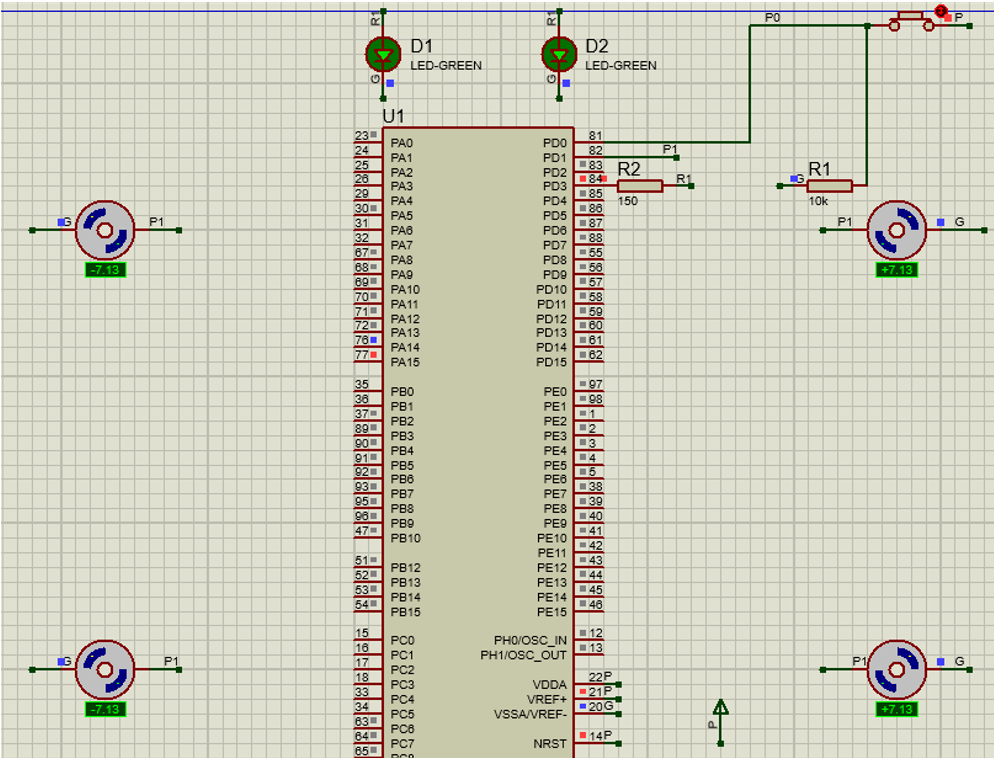 P0
P
R1
D1
LED-GREEN
G
R1
D2
LED-GREEN
G
U1
23 PA0
24 PA1
25 PA2
26 PA3
29 PA4
30 PA5
31 PA6
32 PA7
67 PA8
68 PA9
69 PA10
70 PA11
71 PA12
72 PA13
76 PA14
77 PA15
35 PB0
36 PB1
37 PB2
89 PB3
90 PB4
91 PB5
92 PB6
93 PB7
95 PB8
96 PB9
47 PB10
51 PB12
52 PB13
53 PB14
54 PB15
15 PC0
16 PC1
17 PC2
18 PC3
33 PC4
34 PC5
63 PC6
64 PC7
65 PC8
PD0 81
PD1 82 P1
PD2 83
PD3 84
PD4 85
PD5 86
PD6 87
PD7 88
PD8 55
PD9 56
PD10 57
PD11 58
PD12 59
PD13 60
PD14 61
PD15 62
PE0 97
PE1 98
PE2 1
PE3 2
PE4 3
PE5 4
PE6 5
PE7 38
PE8 39
PE9 40
PE10 41
PE11 42
PE12 43
PE13 44
PE14 45
PE15 46
PH0/OSC_IN 12
PH1/OSC_OUT 13
VDDA 22 P
VREF+ 21 P
VSSA/VREF- 20 G
NRST 14 P
R2
R1
150
G
R1
10k
G P1
-7.13
P1 G
+7.13
G P1
-7.13
P1 G
+7.13
P